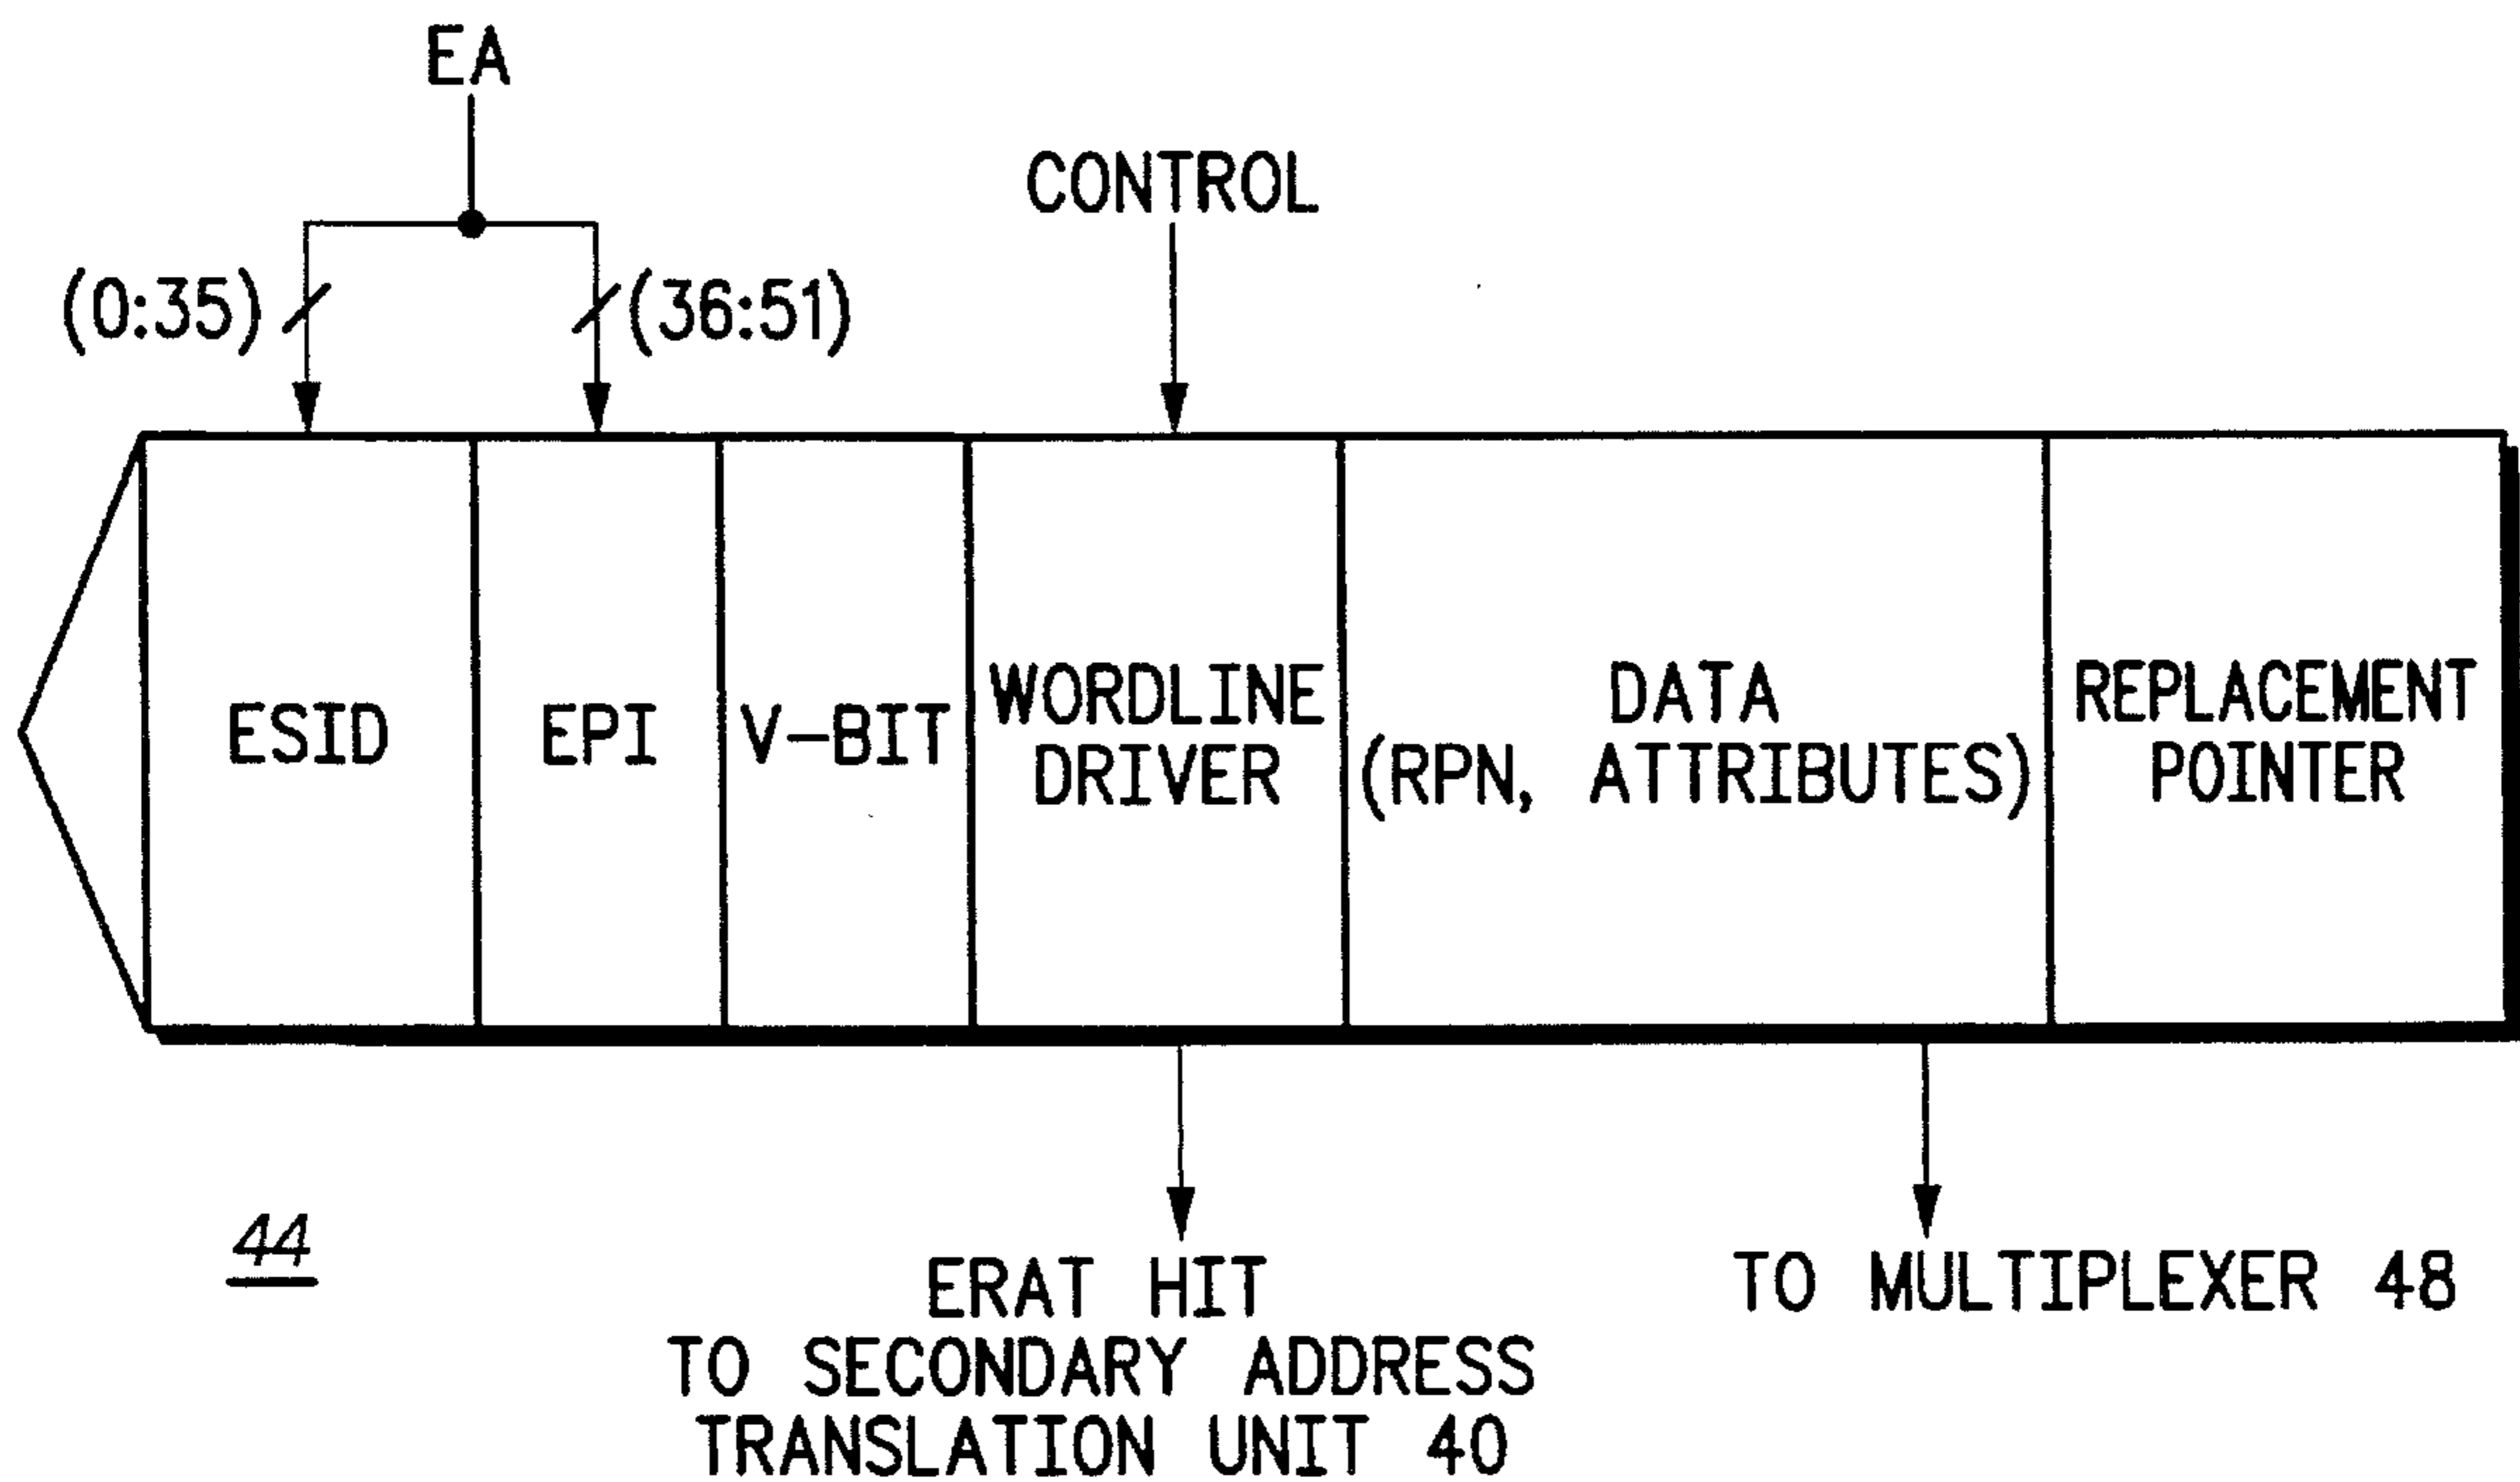 EA
CONTROL
(0:35)
(36:51)
ESID
EPI
V-BIT
WORDLINE
DRIVER
DATA
(RPN, ATTRIBUTES)
REPLACEMENT
POINTER
44
ERAT HIT
TO SECONDARY ADDRESS
TRANSLATION UNIT 40
TO MULTIPLEXER 48